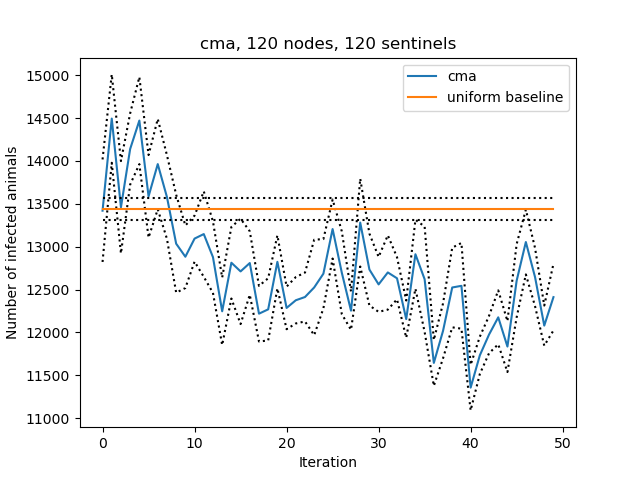 cma, 120 nodes, 120 sentinels
cma
uniform baseline
15000
14500
14000
13500
13000
12500
12000
11500
11000
Number of infected animals
0 10 20 30 40 50
Iteration